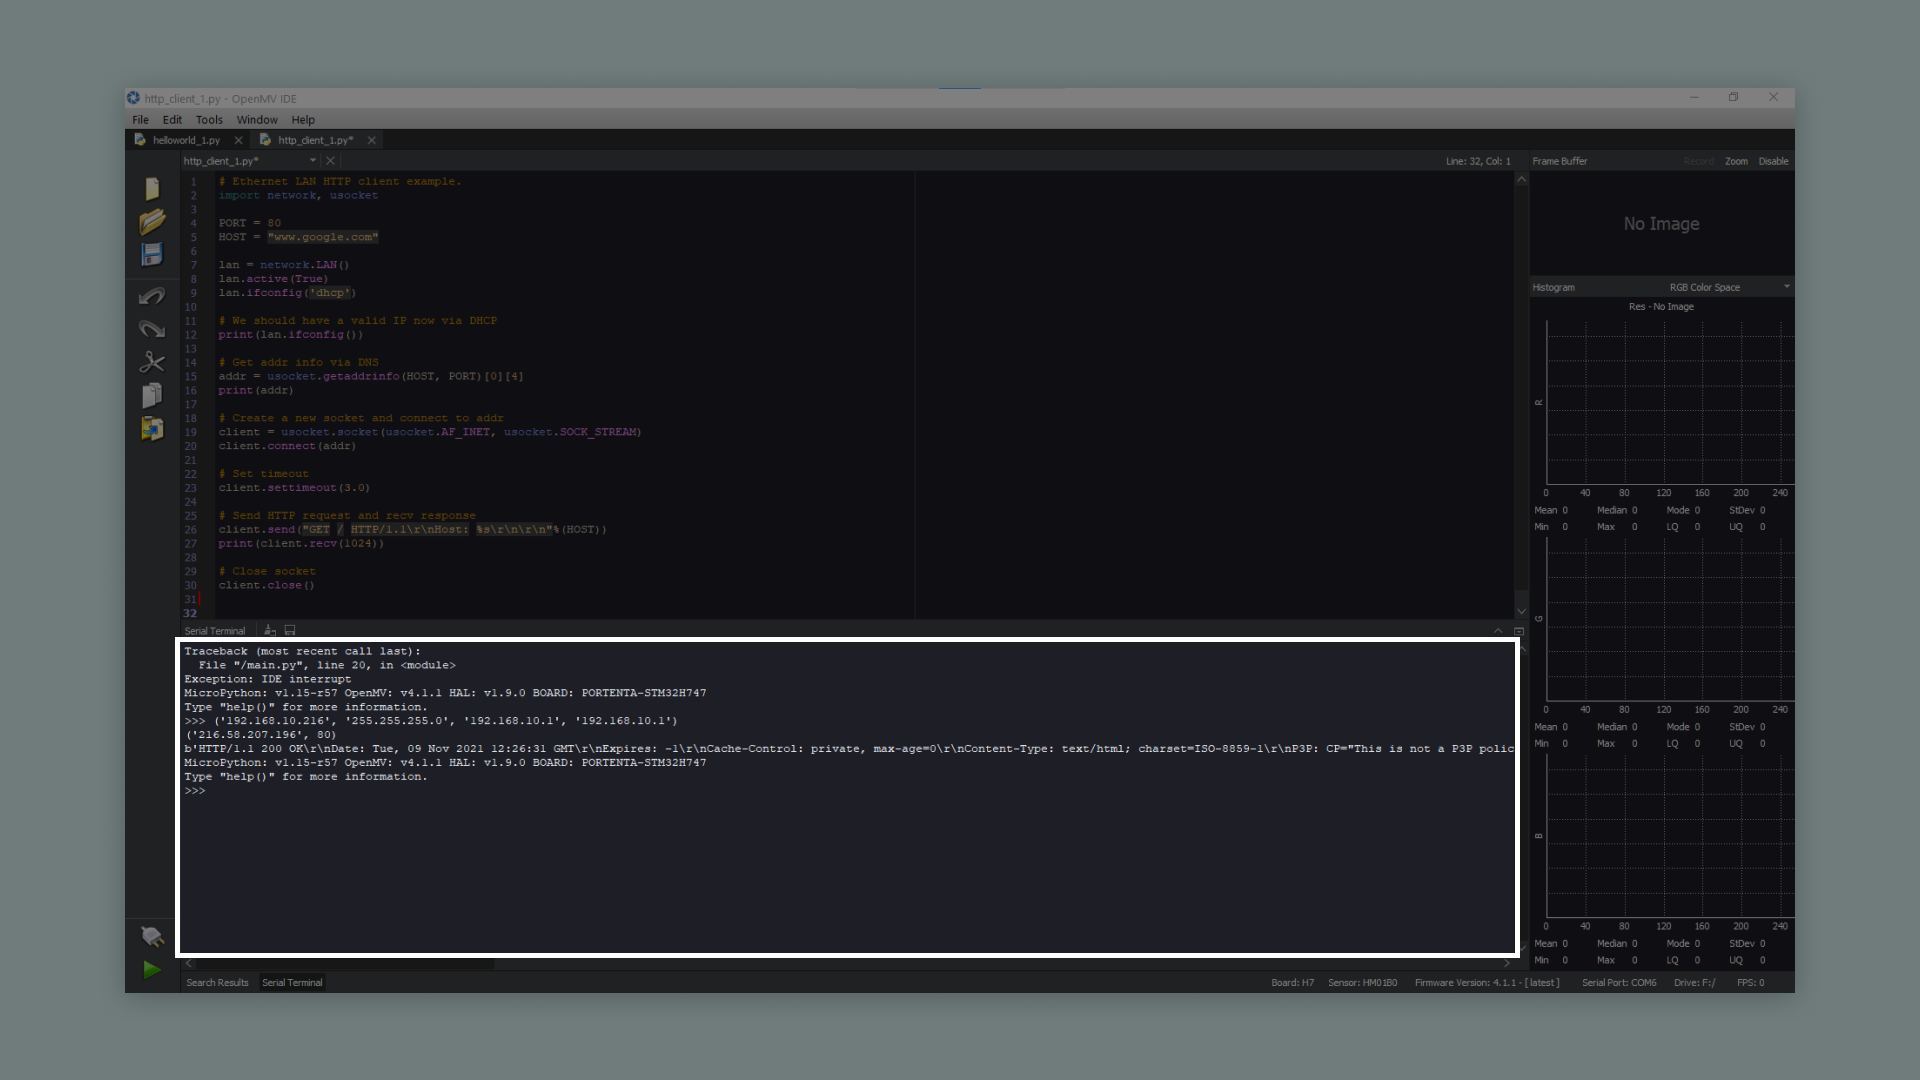 http_client_1.py - OpenMV IDE
File Edit Tools Window Help
helloworld_1.py http_client_1.py*
http_client_1.py* Line: 32, Col: 1
1 # Ethernet LAN HTTP client example.
2 import network, usocket
3
4 PORT = 80
5 HOST = "www.google.com"
6
7 lan = network.LAN()
8 lan.active(True)
9 lan.ifconfig('dhcp')
10
11 # We should have a valid IP now via DHCP
12 print(lan.ifconfig())
13
14 # Get addr info via DNS
15 addr = usocket.getaddrinfo(HOST, PORT)[0][4]
16 print(addr)
17
18 # Create a new socket and connect to addr
19 client = usocket.socket(usocket.AF_INET, usocket.SOCK_STREAM)
20 client.connect(addr)
21
22 # Set timeout
23 client.settimeout(3.0)
24
25 # Send HTTP request and recv response
26 client.send("GET / HTTP/1.1\r\nHost: %s\r\n\r\n"%(HOST))
27 print(client.recv(1024))
28
29 # Close socket
30 client.close()
31
32
Serial Terminal
Traceback (most recent call last):
File "/main.py", line 20, in <module>
Exception: IDE interrupt
MicroPython: v1.15-r57 OpenMV: v4.1.1 HAL: v1.9.0 BOARD: PORTENTA-STM32H747
Type "help()" for more information.
>>> ('192.168.10.216', '255.255.255.0', '192.168.10.1', '192.168.10.1')
('216.58.207.196', 80)
b'HTTP/1.1 200 OK\r\nDate: Tue, 09 Nov 2021 12:26:31 GMT\r\nExpires: -1\r\nCache-Control: private, max-age=0\r\nContent-Type: text/html; charset=ISO-8859-1\r\nP3P: CP="This is not a P3P polic
MicroPython: v1.15-r57 OpenMV: v4.1.1 HAL: v1.9.0 BOARD: PORTENTA-STM32H747
Type "help()" for more information.
>>>
Frame Buffer Record Zoom Disable
No Image
Histogram RGB Color Space
Res - No Image
R
0 40 80 120 160 200 240
Mean 0 Median 0 Mode 0 StDev 0
Min 0 Max 0 LQ 0 UQ 0
G
0 40 80 120 160 200 240
Mean 0 Median 0 Mode 0 StDev 0
Min 0 Max 0 LQ 0 UQ 0
B
0 40 80 120 160 200 240
Mean 0 Median 0 Mode 0 StDev 0
Min 0 Max 0 LQ 0 UQ 0
Search Results Serial Terminal
Board: H7 Sensor: HM01B0 Firmware Version: 4.1.1 - [ latest ] Serial Port: COM6 Drive: F:/ FPS: 0